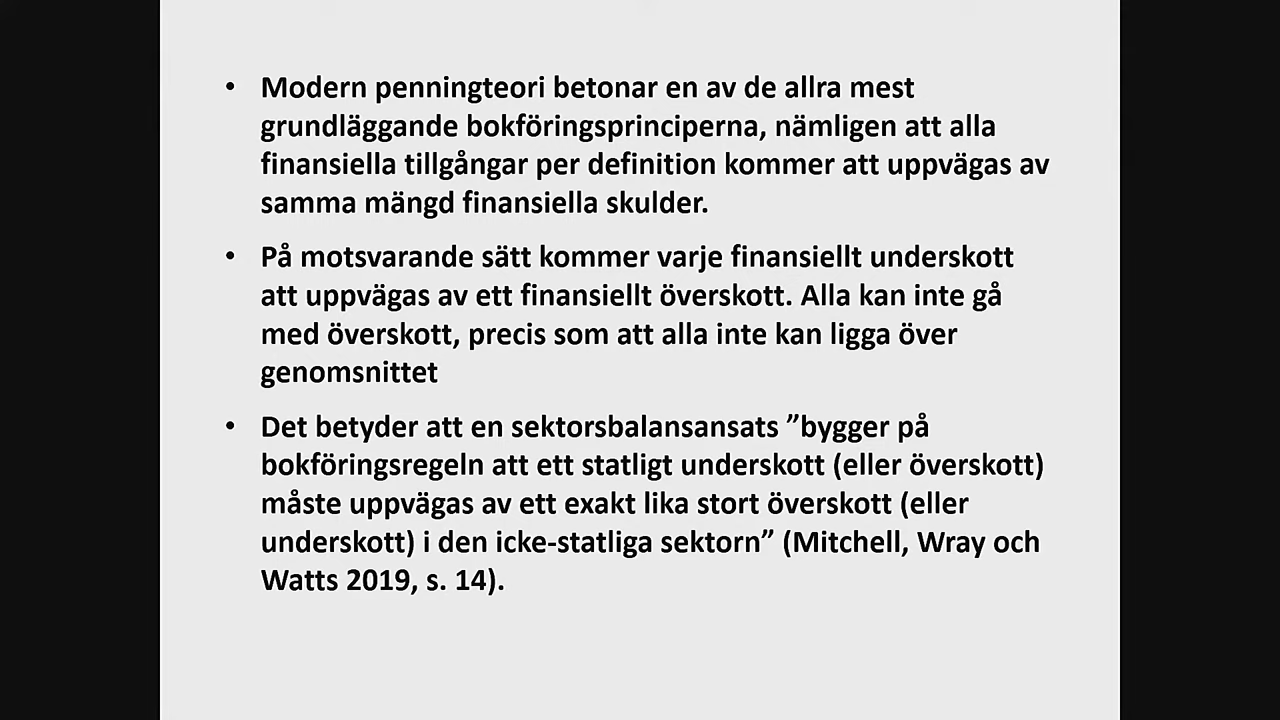 • Modern penningteori betonar en av de allra mest
grundläggande bokföringsprinciperna, nämligen att alla
finansiella tillgångar per definition kommer att uppvägas av
samma mängd finansiella skulder.
• På motsvarande sätt kommer varje finansiellt underskott
att uppvägas av ett finansiellt överskott. Alla kan inte gå
med överskott, precis som att alla inte kan ligga över
genomsnittet
• Det betyder att en sektorsbalansansats ”bygger på
bokföringsregeln att ett statligt underskott (eller överskott)
måste uppvägas av ett exakt lika stort överskott (eller
underskott) i den icke-statliga sektorn” (Mitchell, Wray och
Watts 2019, s. 14).